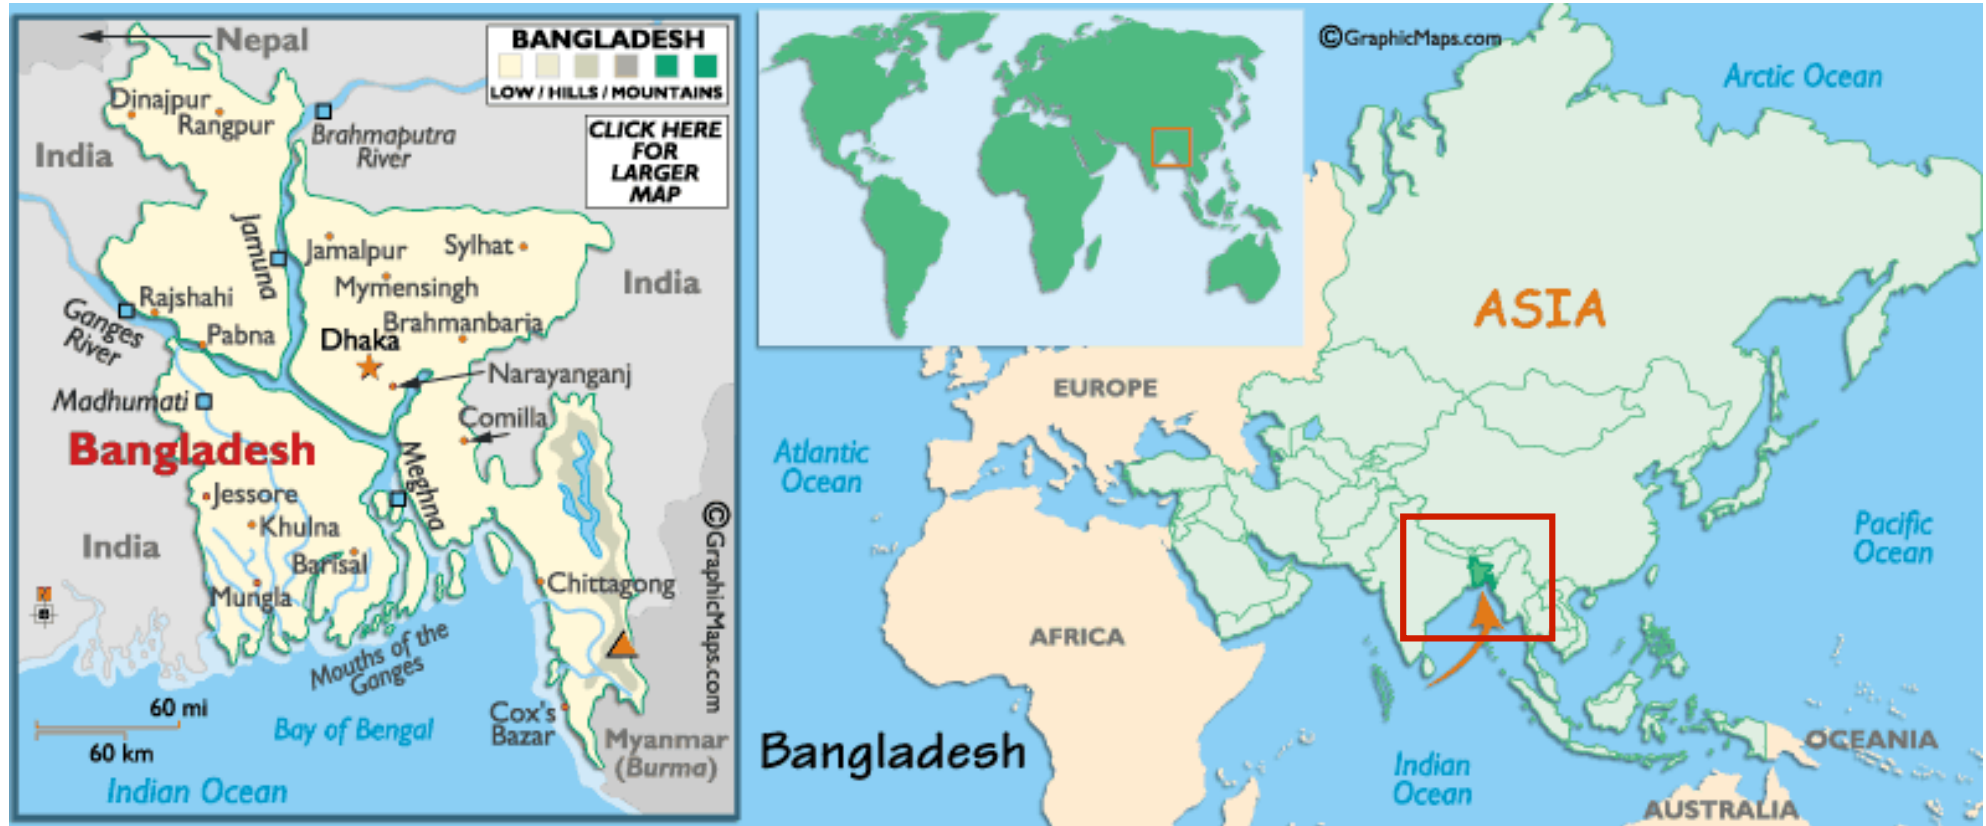 Nepal
BANGLADESH
LOW / HILLS / MOUNTAINS
CLICK HERE
FOR
LARGER
MAP
Dinajpur
Rangpur
Brahmaputra
River
India
Jamuna
Jamalpur
Sylhat
Mymensingh
India
Rajshahi
Ganges
River
Pabna
Brahmanbaria
Dhaka
Narayanganj
Madhumati
Comilla
Bangladesh
Meghna
Jessore
Khulna
India
Barisal
Mungla
Chittagong
©GraphicMaps.com
Mouths of the
Ganges
60 mi
60 km
Bay of Bengal
Cox's
Bazar
Myanmar
(Burma)
Indian Ocean
©GraphicMaps.com
Arctic Ocean
ASIA
EUROPE
Atlantic
Ocean
Pacific
Ocean
AFRICA
Bangladesh
Indian
Ocean
OCEANIA
AUSTRALIA